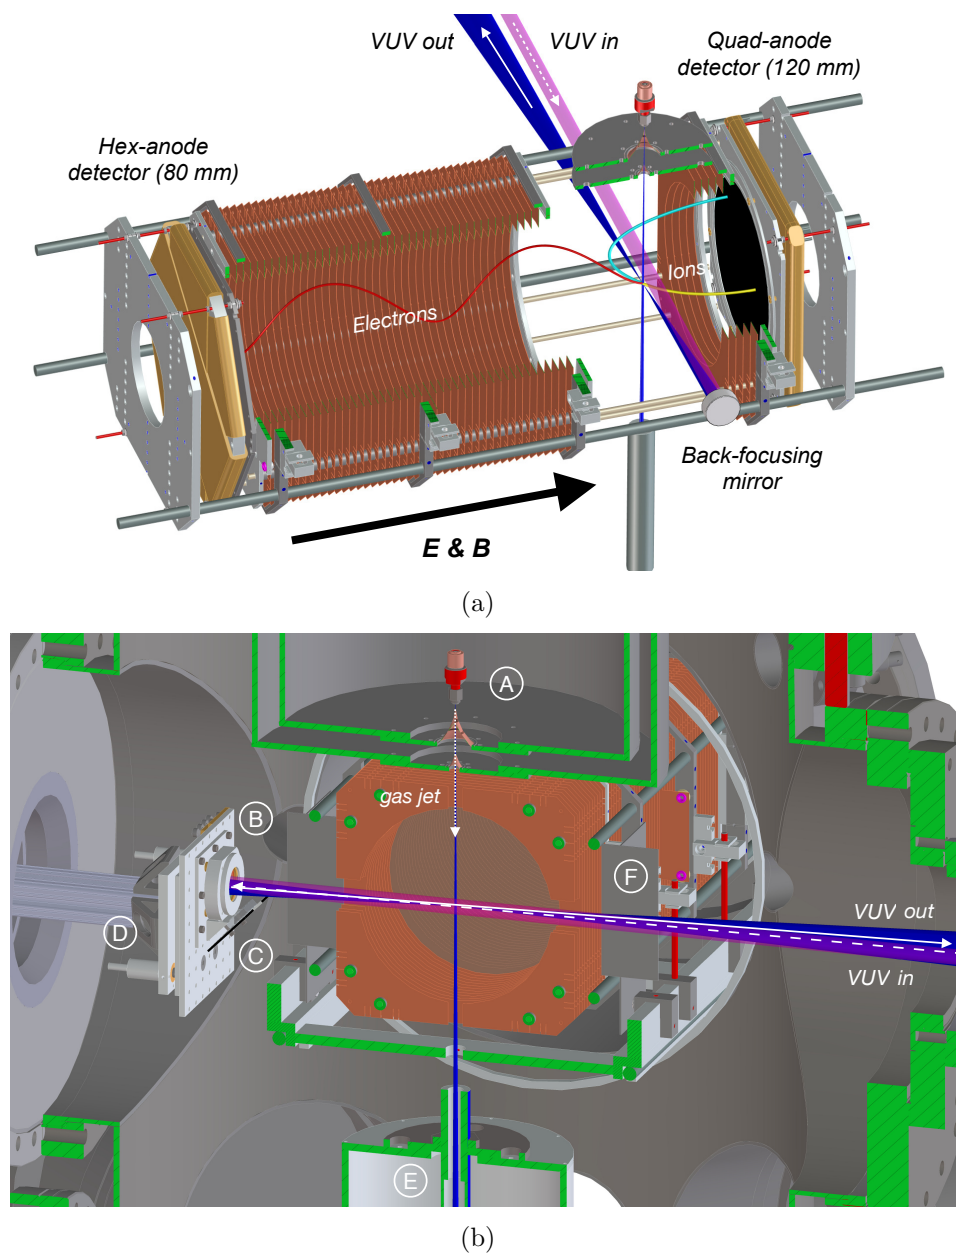 VUV out
VUV in
Quad-anode
detector (120 mm)
Hex-anode
detector (80 mm)
Ions
Electrons
Back-focusing
mirror
E & B
(a)
A
gas jet
B
F
D
C
VUV out
VUV in
E
(b)